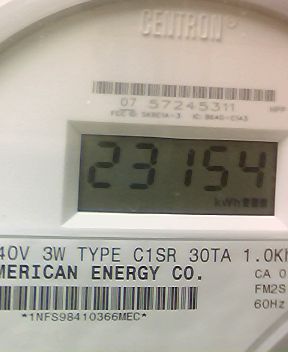 CENTRON
07 57245311
23154
kWh
40V 3W TYPE C1SR 30TA 1.0Kh
MERICAN ENERGY CO.
CA 0
FM2S
60Hz
*1NFS98410366MEC*